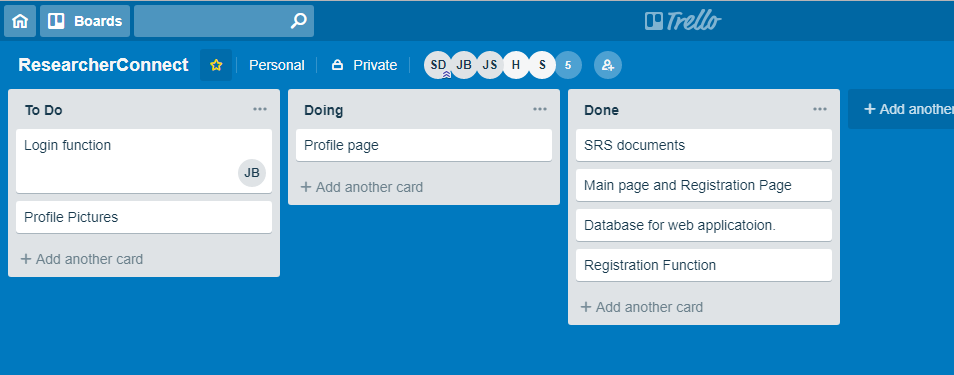 Boards
Trello
ResearcherConnect
Personal
Private
SD JB JS H S 5
To Do
Login function
JB
Profile Pictures
+ Add another card
Doing
Profile page
+ Add another card
Done
SRS documents
Main page and Registration Page
Database for web applicatoion.
Registration Function
+ Add another card
+ Add another